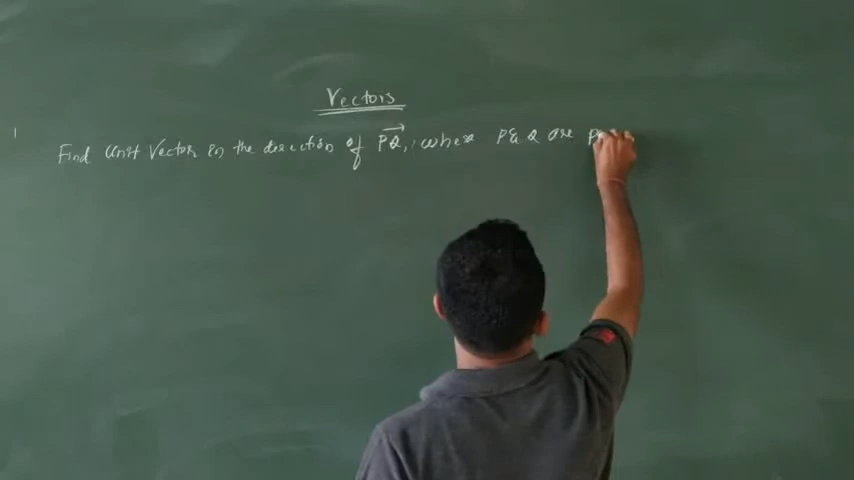 Vectors
Find Unit Vector in the direction of PQ, where P & Q are